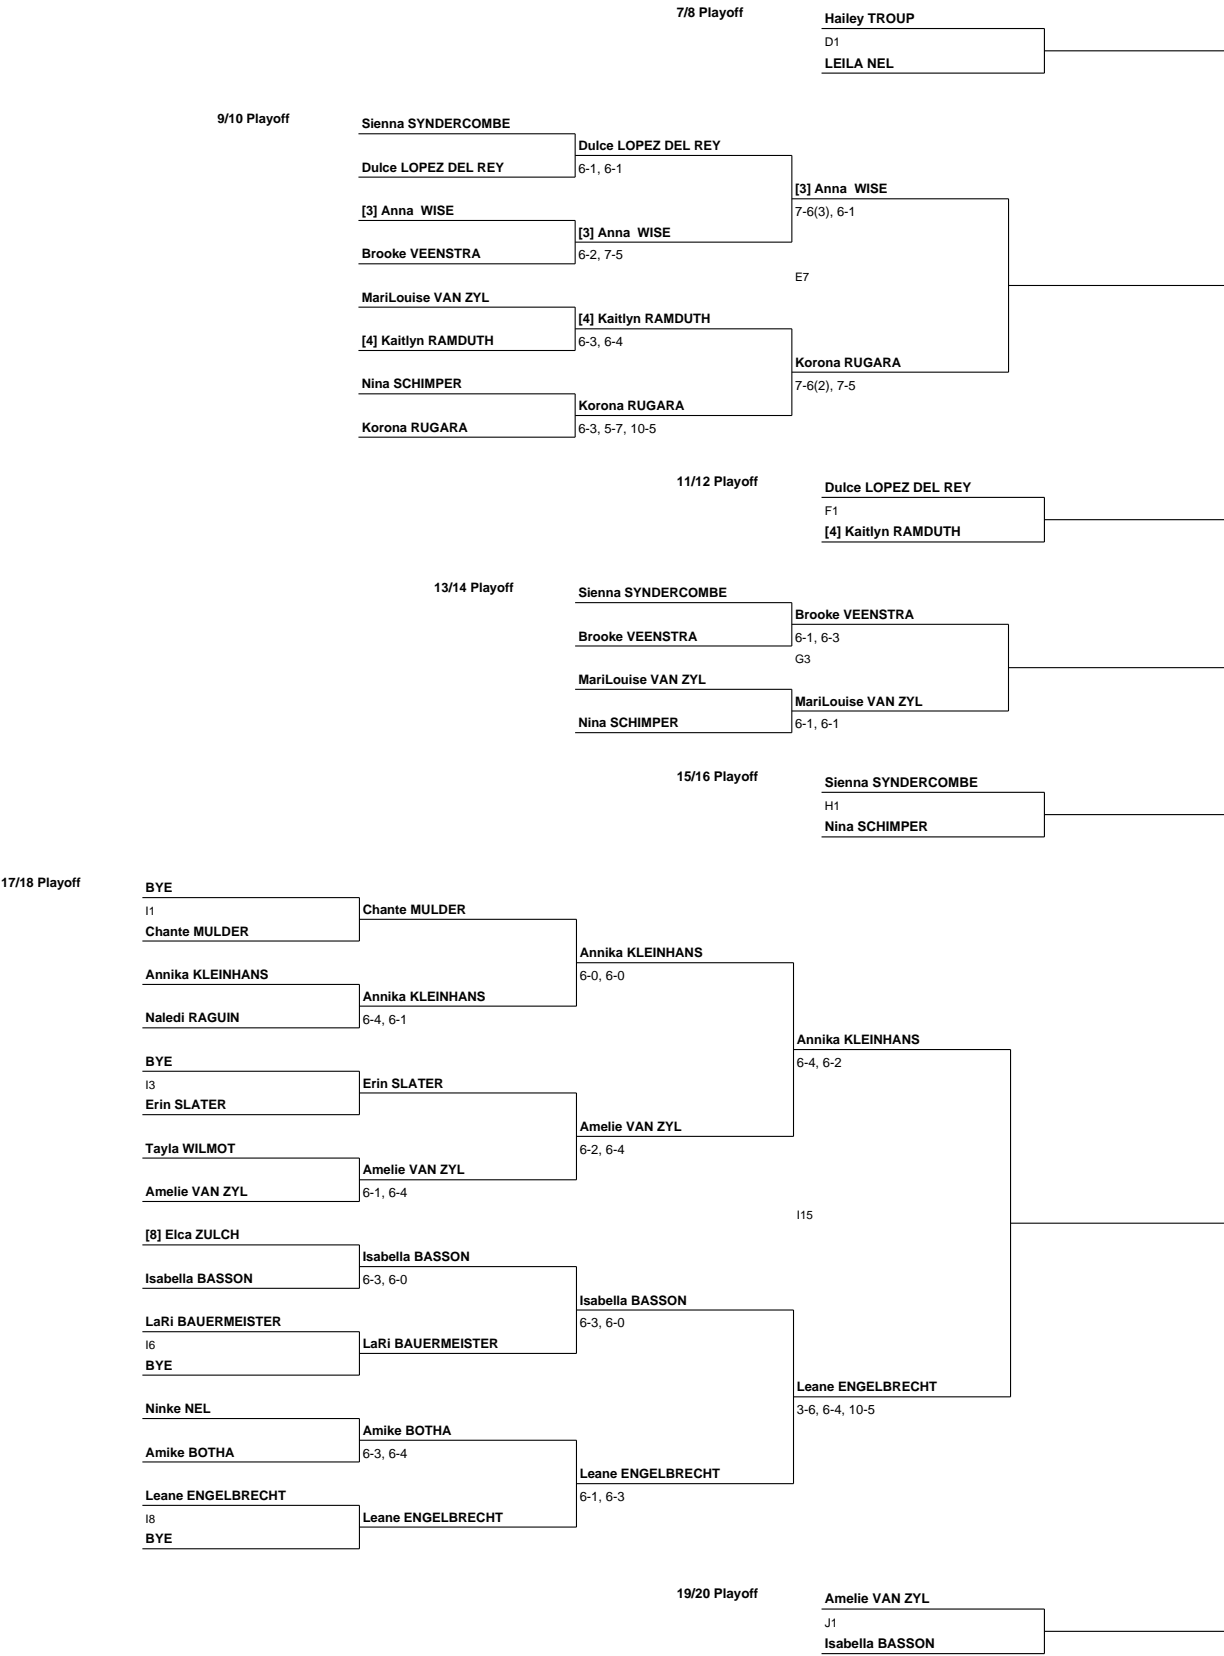 7/8 Playoff
Hailey TROUP
D1
LEILA NEL
9/10 Playoff
Sienna SYNDERCOMBE
Dulce LOPEZ DEL REY
Dulce LOPEZ DEL REY
6-1, 6-1
[3] Anna  WISE
7-6(3), 6-1
[3] Anna  WISE
[3] Anna  WISE
Brooke VEENSTRA
6-2, 7-5
E7
MariLouise VAN ZYL
[4] Kaitlyn RAMDUTH
[4] Kaitlyn RAMDUTH
6-3, 6-4
Korona RUGARA
7-6(2), 7-5
Nina SCHIMPER
Korona RUGARA
Korona RUGARA
6-3, 5-7, 10-5
11/12 Playoff
Dulce LOPEZ DEL REY
F1
[4] Kaitlyn RAMDUTH
13/14 Playoff
Sienna SYNDERCOMBE
Brooke VEENSTRA
Brooke VEENSTRA
6-1, 6-3
G3
MariLouise VAN ZYL
MariLouise VAN ZYL
Nina SCHIMPER
6-1, 6-1
15/16 Playoff
Sienna SYNDERCOMBE
H1
Nina SCHIMPER
17/18 Playoff
BYE
I1
Chante MULDER
Chante MULDER
Annika KLEINHANS
6-0, 6-0
Annika KLEINHANS
Annika KLEINHANS
Naledi RAGUIN
6-4, 6-1
Annika KLEINHANS
6-4, 6-2
BYE
I3
Erin SLATER
Erin SLATER
Amelie VAN ZYL
6-2, 6-4
Tayla WILMOT
Amelie VAN ZYL
Amelie VAN ZYL
6-1, 6-4
I15
[8] Elca ZULCH
Isabella BASSON
Isabella BASSON
6-3, 6-0
Isabella BASSON
6-3, 6-0
LaRi BAUERMEISTER
I6
LaRi BAUERMEISTER
BYE
Leane ENGELBRECHT
3-6, 6-4, 10-5
Ninke NEL
Amike BOTHA
Amike BOTHA
6-3, 6-4
Leane ENGELBRECHT
6-1, 6-3
Leane ENGELBRECHT
I8
Leane ENGELBRECHT
BYE
19/20 Playoff
Amelie VAN ZYL
J1
Isabella BASSON